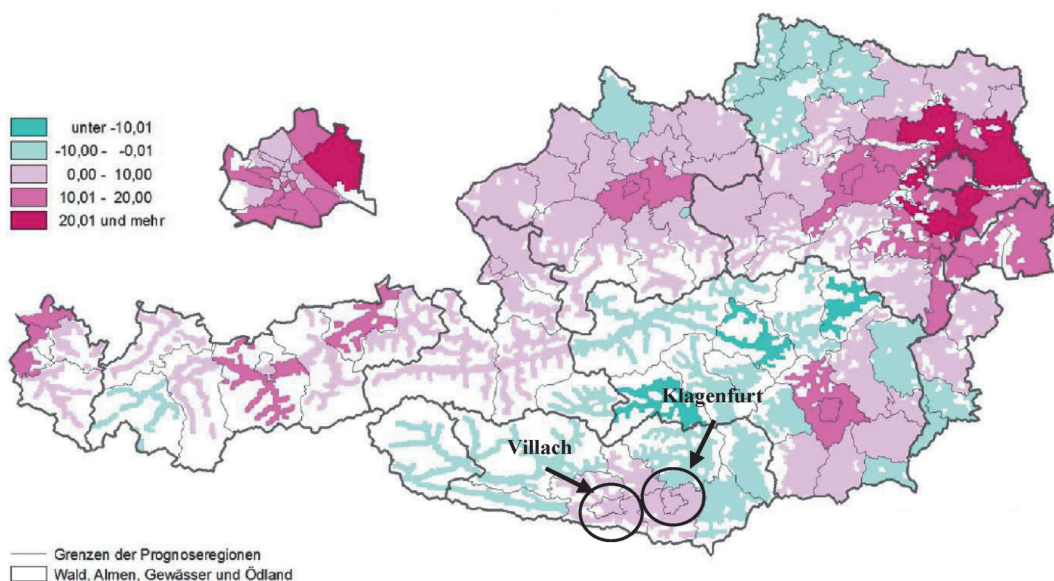 unter -10,01
-10,00 - -0,01
0,00 - 10,00
10,01 - 20,00
20,01 und mehr
Klagenfurt
Villach
Grenzen der Prognoseregionen
Wald, Almen, Gewässer und Ödland